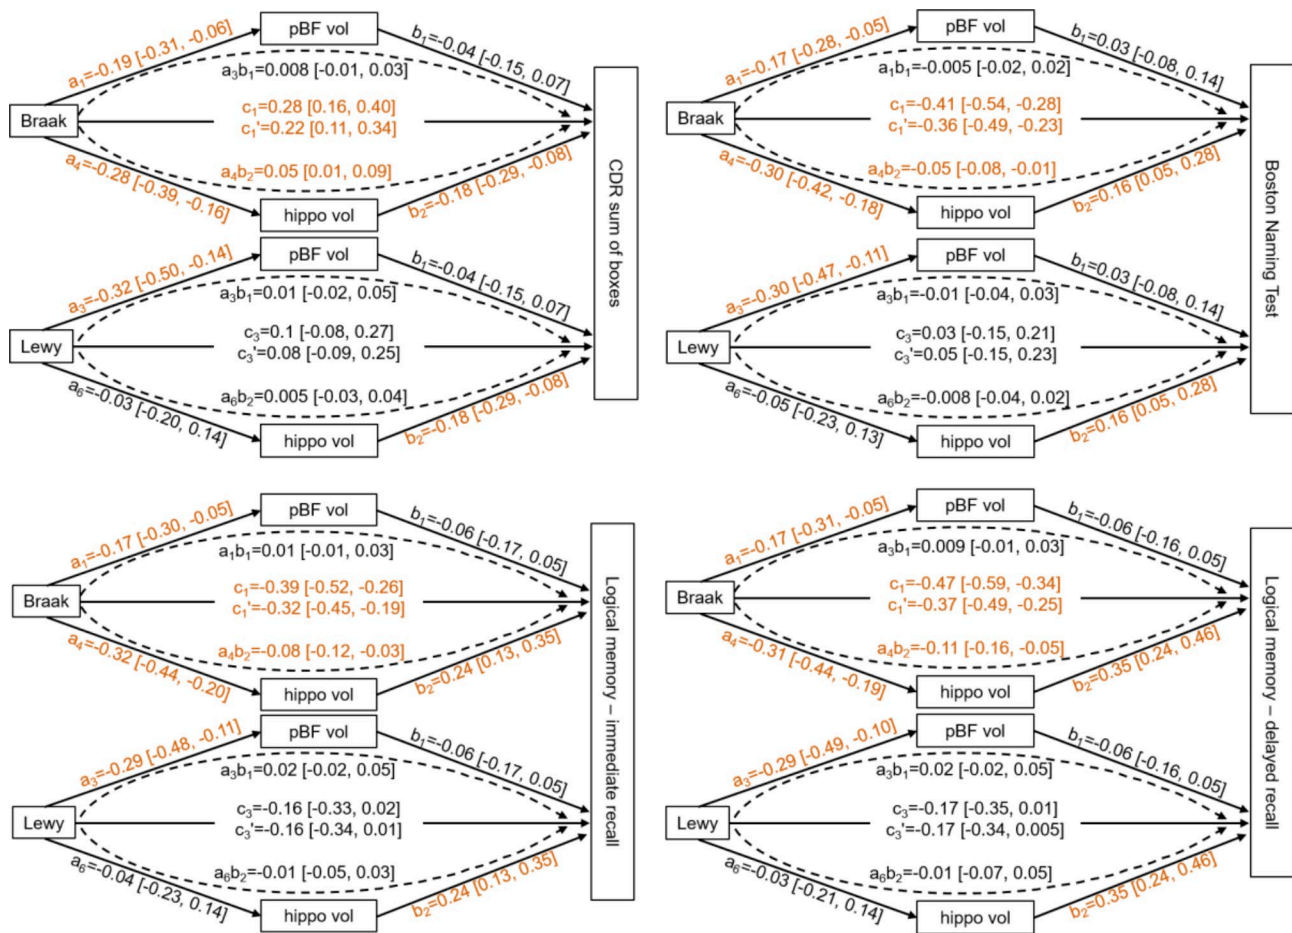 pBF vol
a1=-0.19 [-0.31, -0.06]
b1=-0.04 [-0.15, 0.07]
a3b1=0.008 [-0.01, 0.03]
Braak
c1=0.28 [0.16, 0.40]
c1'=0.22 [0.11, 0.34]
a4b2=0.05 [0.01, 0.09]
a4=-0.28 [-0.39, -0.16]
b2=-0.18 [-0.29, -0.08]
hippo vol
pBF vol
a3=-0.32 [-0.50, -0.14]
b1=-0.04 [-0.15, 0.07]
a3b1=0.01 [-0.02, 0.05]
Lewy
c3=0.1 [-0.08, 0.27]
c3'=0.08 [-0.09, 0.25]
a6b2=0.005 [-0.03, 0.04]
a6=-0.03 [-0.20, 0.14]
b2=-0.18 [-0.29, -0.08]
hippo vol
CDR sum of boxes
pBF vol
a1=-0.17 [-0.28, -0.05]
b1=0.03 [-0.08, 0.14]
a1b1=-0.005 [-0.02, 0.02]
Braak
c1=-0.41 [-0.54, -0.28]
c1'=-0.36 [-0.49, -0.23]
a4b2=-0.05 [-0.08, -0.01]
a4=-0.30 [-0.42, -0.18]
b2=0.16 [0.05, 0.28]
hippo vol
pBF vol
a3=-0.30 [-0.47, -0.11]
b1=0.03 [-0.08, 0.14]
a3b1=-0.01 [-0.04, 0.03]
Lewy
c3=0.03 [-0.15, 0.21]
c3'=0.05 [-0.15, 0.23]
a6b2=-0.008 [-0.04, 0.02]
a6=-0.05 [-0.23, 0.13]
b2=0.16 [0.05, 0.28]
hippo vol
Boston Naming Test
pBF vol
a1=-0.17 [-0.30, -0.05]
b1=-0.06 [-0.17, 0.05]
a1b1=0.01 [-0.01, 0.03]
Braak
c1=-0.39 [-0.52, -0.26]
c1'=-0.32 [-0.45, -0.19]
a4b2=-0.08 [-0.12, -0.03]
a4=-0.32 [-0.44, -0.20]
b2=0.24 [0.13, 0.35]
hippo vol
pBF vol
a3=-0.29 [-0.48, -0.11]
b1=-0.06 [-0.17, 0.05]
a3b1=0.02 [-0.02, 0.05]
Lewy
c3=-0.16 [-0.33, 0.02]
c3'=-0.16 [-0.34, 0.01]
a6b2=-0.01 [-0.05, 0.03]
a6=-0.04 [-0.23, 0.14]
b2=0.24 [0.13, 0.35]
hippo vol
Logical memory – immediate recall
pBF vol
a1=-0.17 [-0.31, -0.05]
b1=-0.06 [-0.16, 0.05]
a3b1=0.009 [-0.01, 0.03]
Braak
c1=-0.47 [-0.59, -0.34]
c1'=-0.37 [-0.49, -0.25]
a4b2=-0.11 [-0.16, -0.05]
a4=-0.31 [-0.44, -0.19]
b2=0.35 [0.24, 0.46]
hippo vol
pBF vol
a3=-0.29 [-0.49, -0.10]
b1=-0.06 [-0.16, 0.05]
a3b1=0.02 [-0.02, 0.05]
Lewy
c3=-0.17 [-0.35, 0.01]
c3'=-0.17 [-0.34, 0.005]
a6b2=-0.01 [-0.07, 0.05]
a6=-0.03 [-0.21, 0.14]
b2=0.35 [0.24, 0.46]
hippo vol
Logical memory – delayed recall